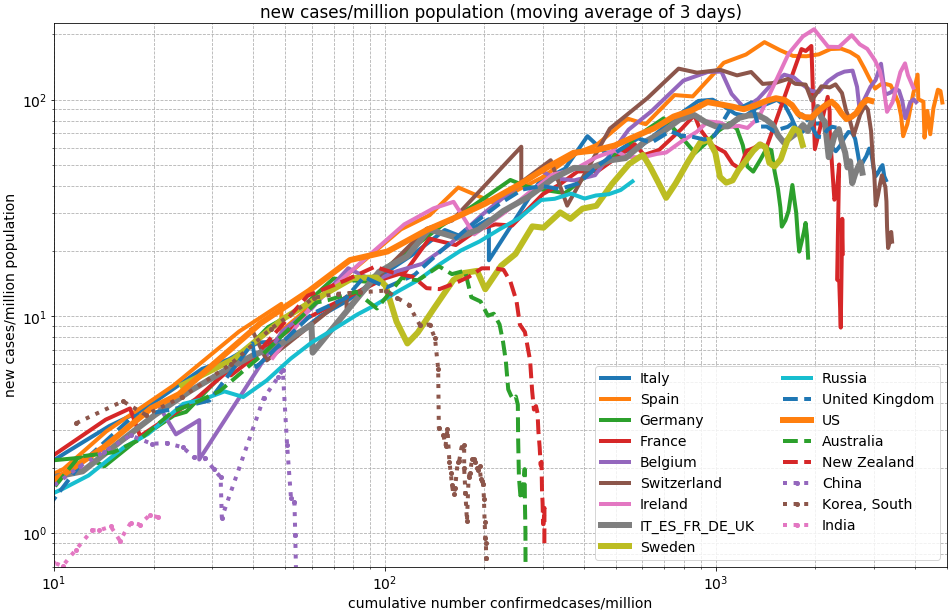 new cases/million population (moving average of 3 days)
new cases/million population
10²
10¹
10⁰
Italy
Spain
Germany
France
Belgium
Switzerland
Ireland
IT_ES_FR_DE_UK
Sweden
Russia
United Kingdom
US
Australia
New Zealand
China
Korea, South
India
10¹ 10² 10³
cumulative number confirmedcases/million